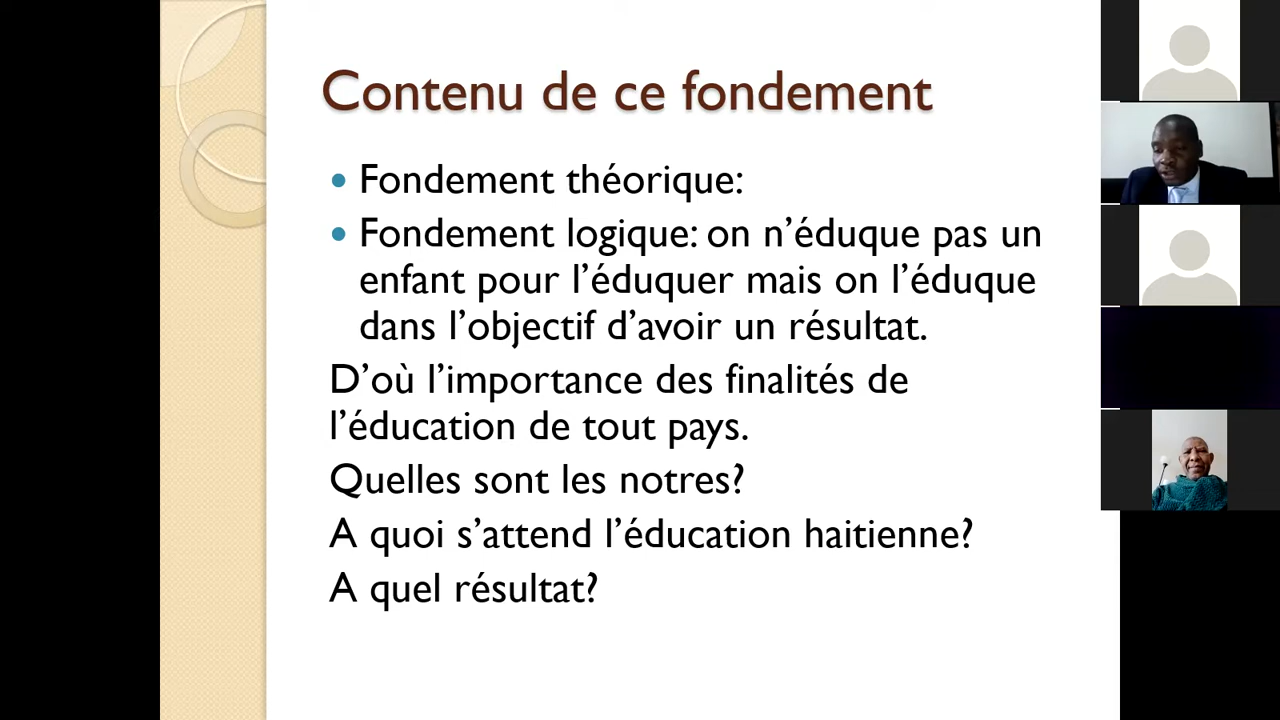 Contenu de ce fondement
• Fondement théorique:
• Fondement logique: on n’éduque pas un
enfant pour l’éduquer mais on l’éduque
dans l’objectif d’avoir un résultat.
D’où l’importance des finalités de
l’éducation de tout pays.
Quelles sont les notres?
A quoi s’attend l’éducation haitienne?
A quel résultat?